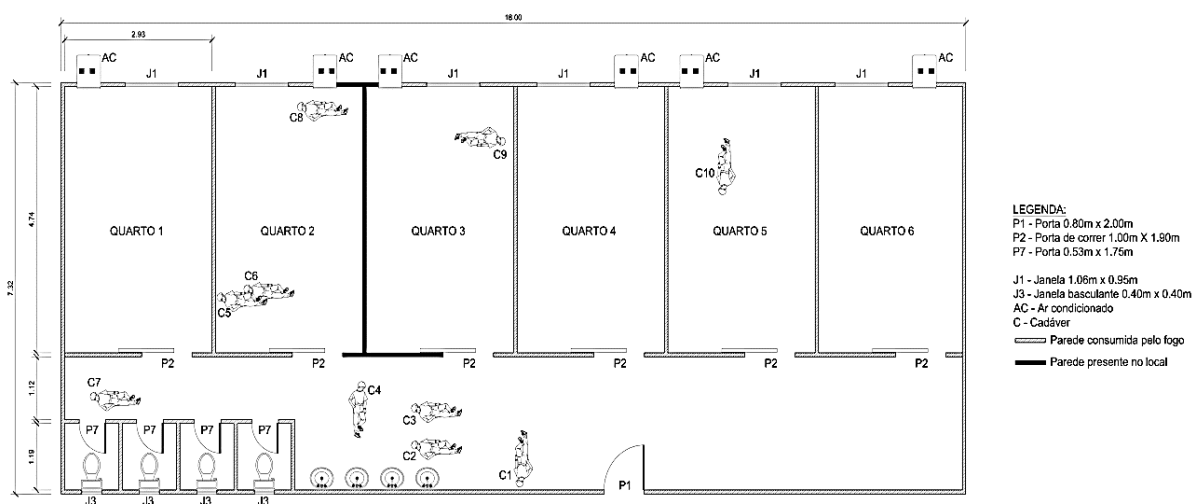 18.00
2.93
AC
J1
J1
AC
AC
J1
J1
AC
AC
J1
J1
AC
C8
C9
C10
4.74
7.32
QUARTO 1
QUARTO 2
QUARTO 3
QUARTO 4
QUARTO 5
QUARTO 6
C6
C5
P2
P2
P2
P2
P2
P2
1.12
C7
C4
C3
C2
C1
P7
P7
P7
P7
1.19
P1
J3
J3
J3
J3
LEGENDA:
P1 - Porta 0.80m x 2.00m
P2 - Porta de correr 1.00m X 1.90m
P7 - Porta 0.53m x 1.75m
J1 - Janela 1.06m x 0.95m
J3 - Janela basculante 0.40m x 0.40m
AC - Ar condicionado
C - Cadáver
Parede consumida pelo fogo
Parede presente no local